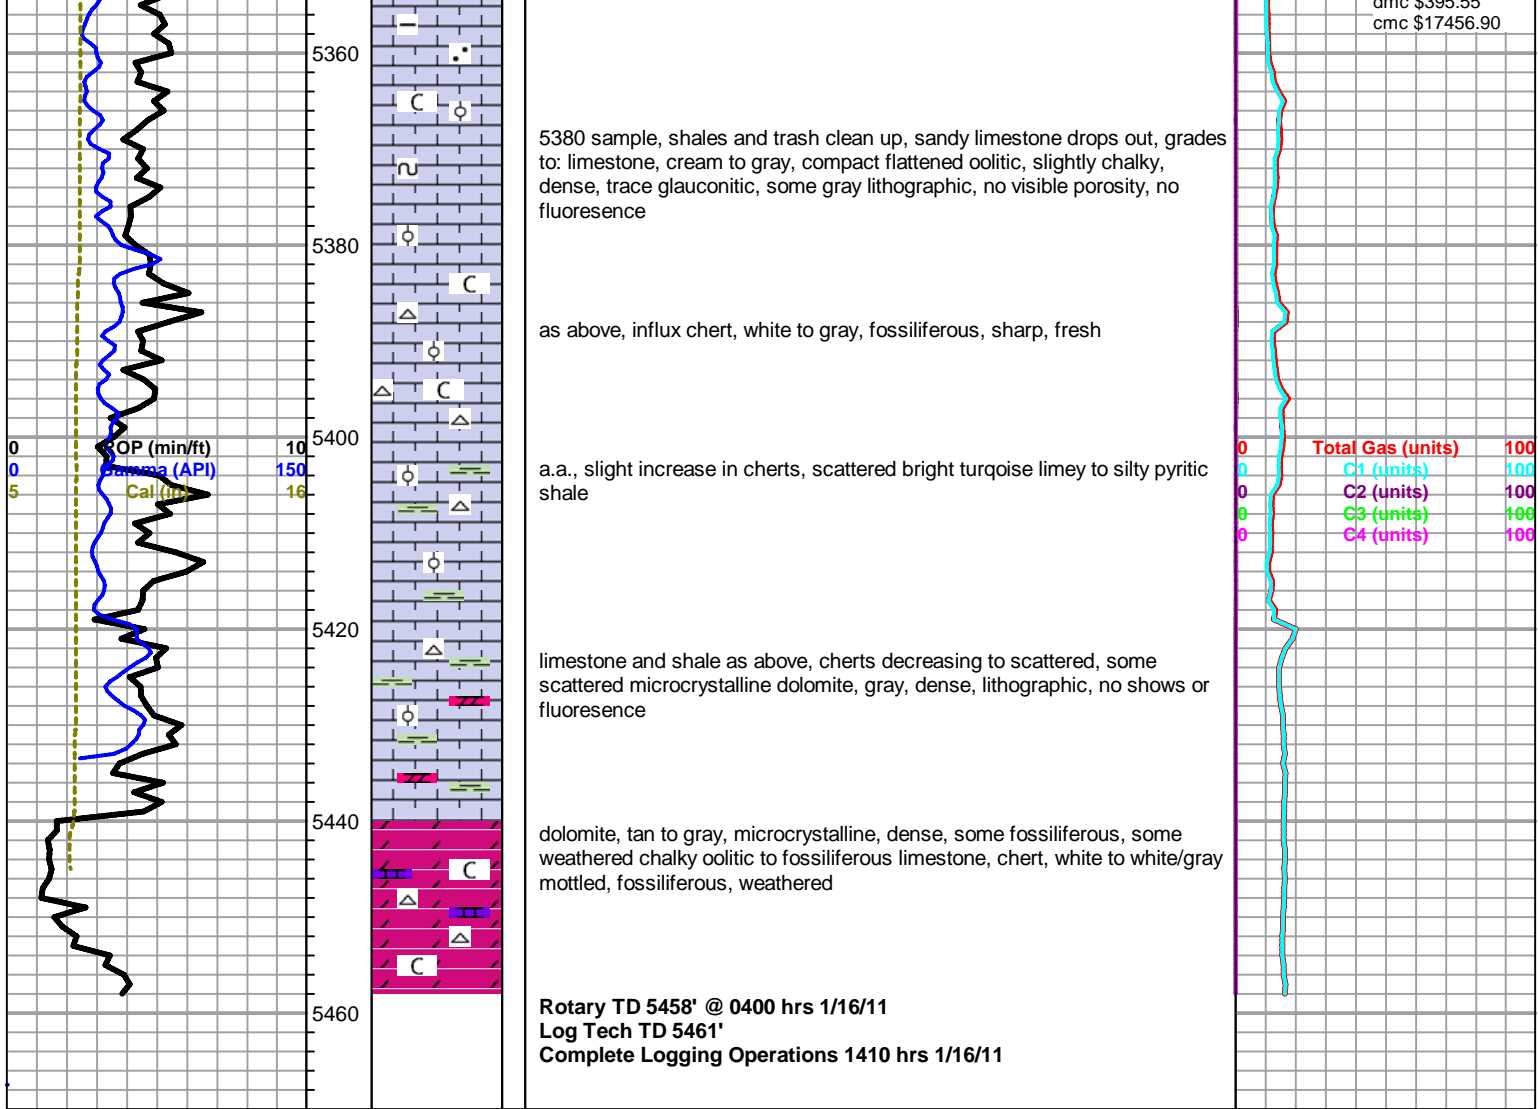 dmc $395.55
cmc $17456.90
5360
C
5380 sample, shales and trash clean up, sandy limestone drops out, grades
to: limestone, cream to gray, compact flattened oolitic, slightly chalky,
dense, trace glauconitic, some gray lithographic, no visible porosity, no
fluoresence
5380
C
as above, influx chert, white to gray, fossiliferous, sharp, fresh
C
5400
0 ROP (min/ft) 10
0 Gamma (API) 150
5 Cal (in) 16
a.a., slight increase in cherts, scattered bright turqoise limey to silty pyritic
shale
0 Total Gas (units) 100
0 C1 (units) 100
0 C2 (units) 100
0 C3 (units) 100
0 C4 (units) 100
5420
limestone and shale as above, cherts decreasing to scattered, some
scattered microcrystalline dolomite, gray, dense, lithographic, no shows or
fluoresence
5440
dolomite, tan to gray, microcrystalline, dense, some fossiliferous, some
weathered chalky oolitic to fossiliferous limestone, chert, white to white/gray
mottled, fossiliferous, weathered
C
C
Rotary TD 5458' @ 0400 hrs 1/16/11
5460
Log Tech TD 5461'
Complete Logging Operations 1410 hrs 1/16/11